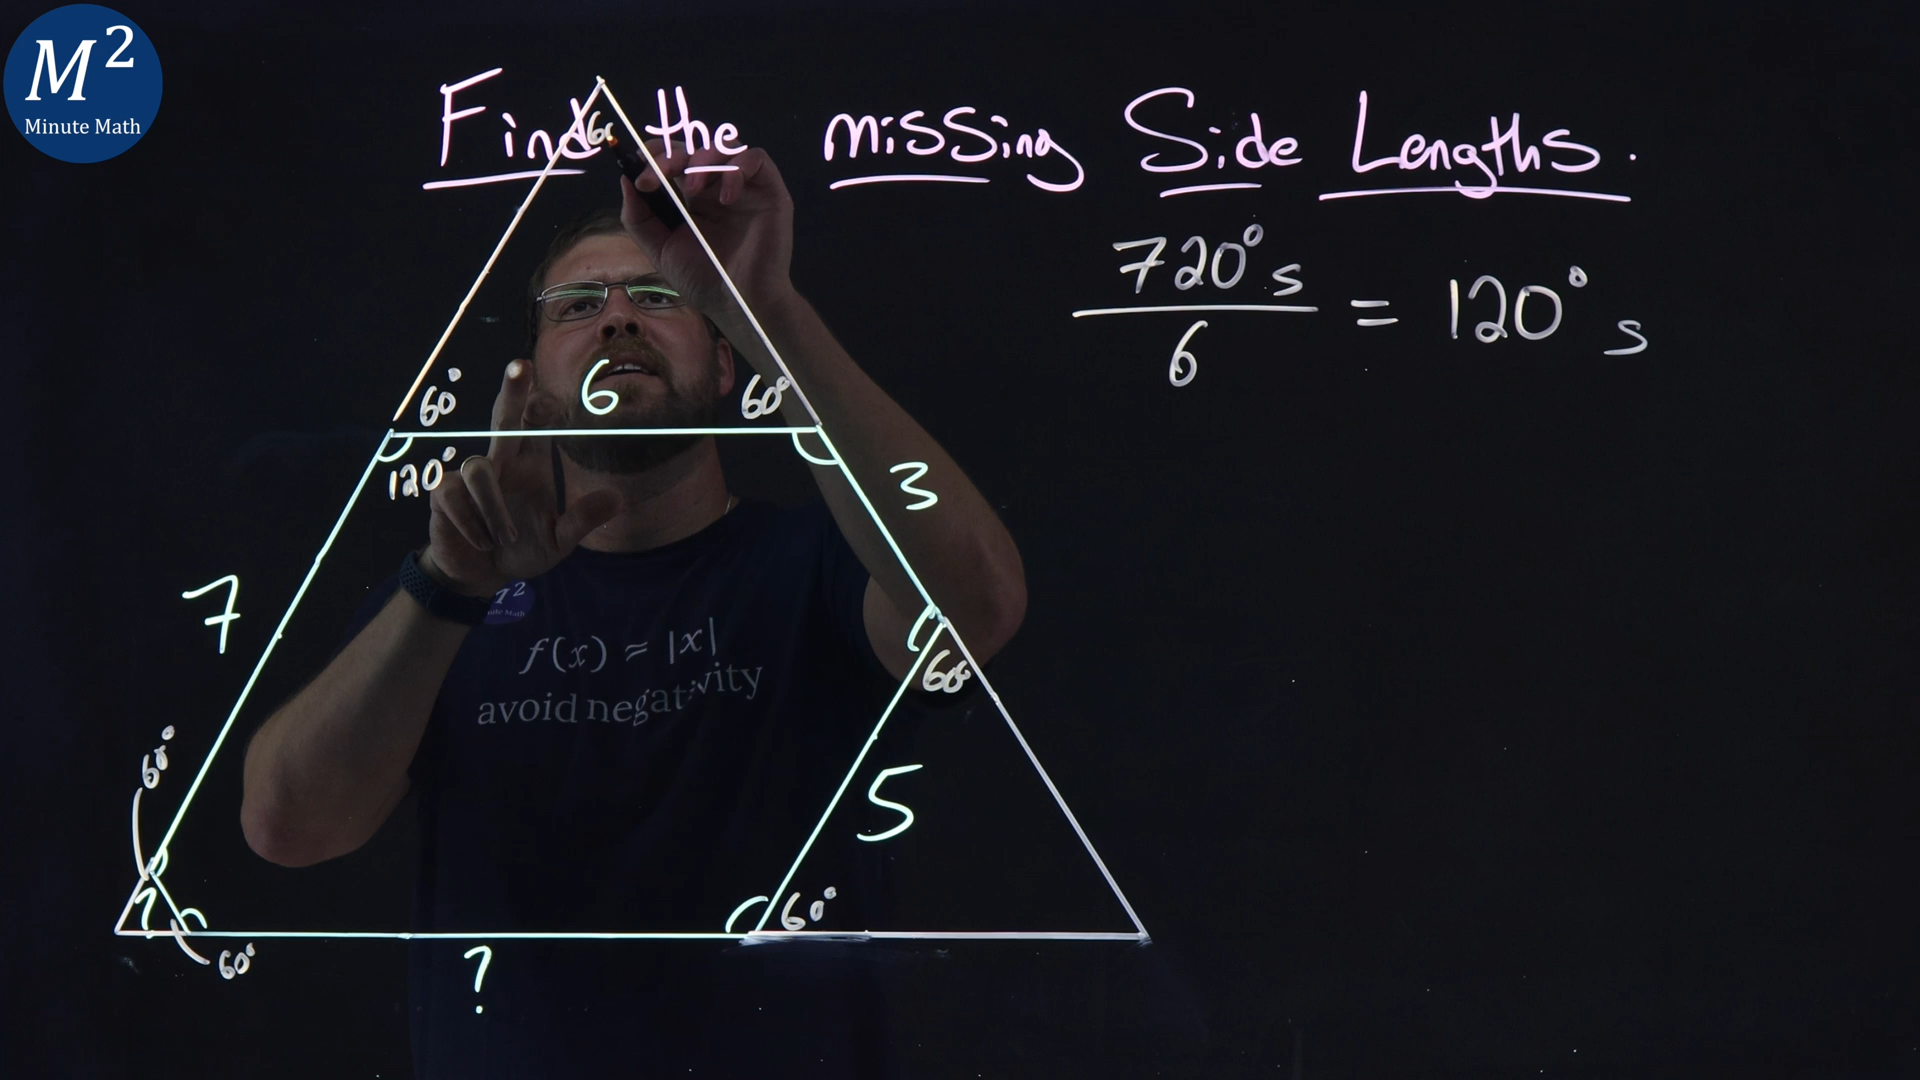 M²
Minute Math
Find the missing Side Lengths.
720° s
6
= 120° s
60° 6 60°
120°
3
7
f(x) ≈ |x|
avoid negativity
60°
5
60°
?
60°
?